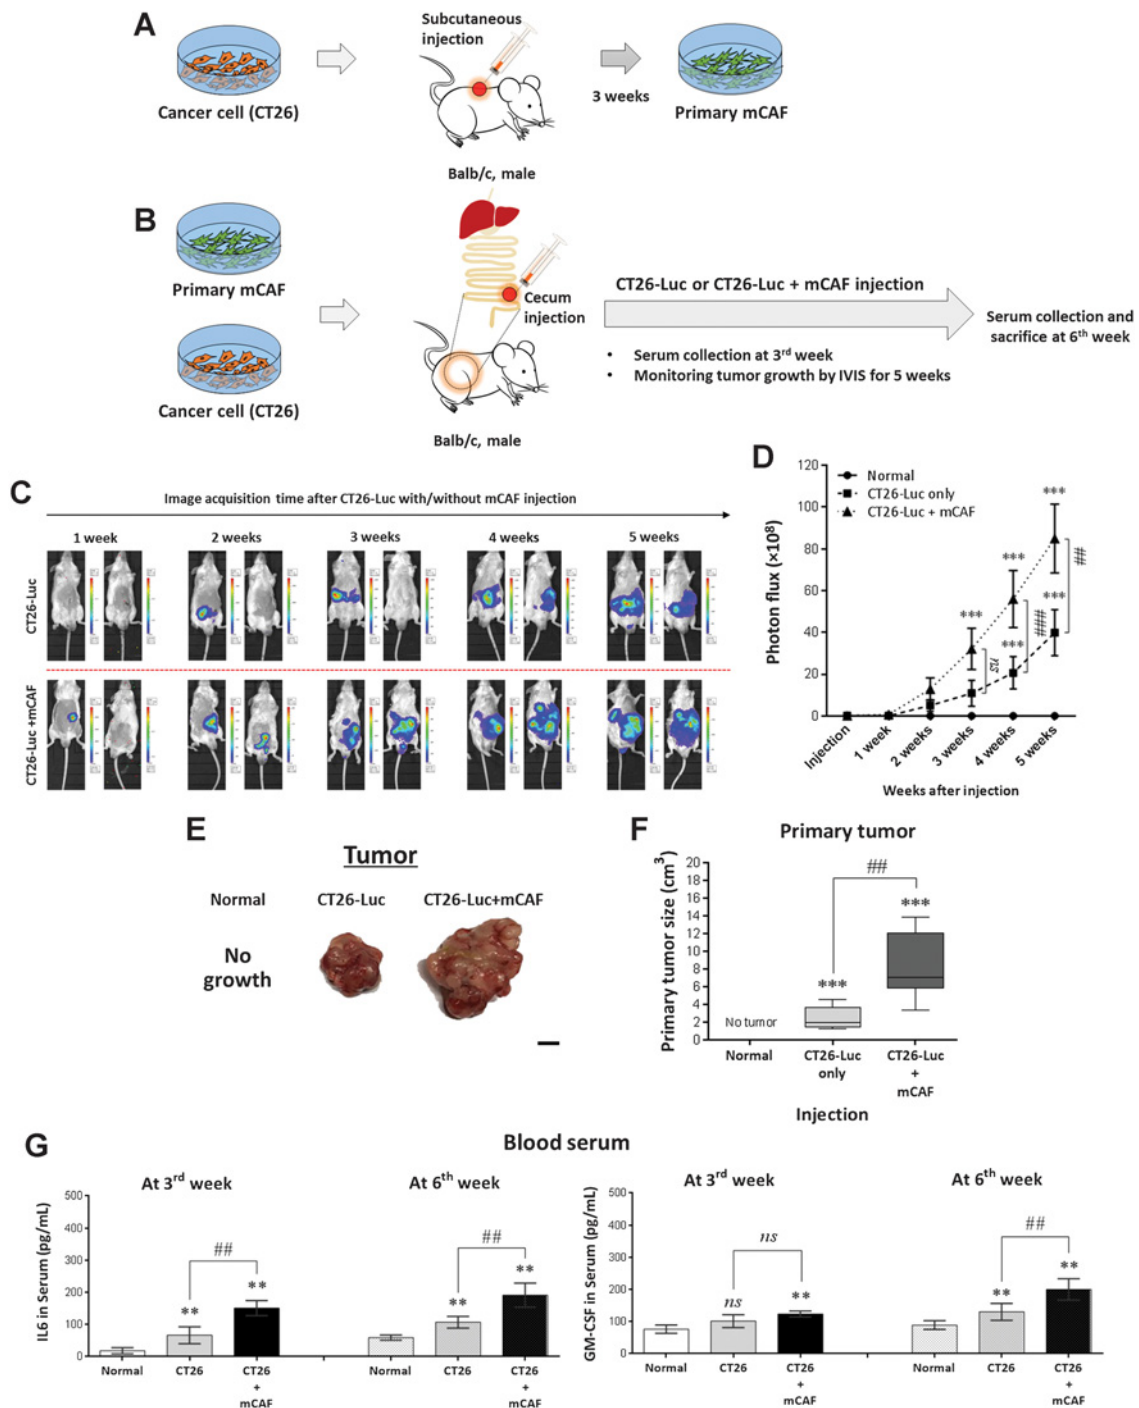 A
Subcutaneous
injection
3 weeks
Cancer cell (CT26)
Primary mCAF
Balb/c, male
B
Primary mCAF
Cecum
injection
CT26-Luc or CT26-Luc + mCAF injection
Serum collection and
sacrifice at 6th week
• Serum collection at 3rd week
• Monitoring tumor growth by IVIS for 5 weeks
Cancer cell (CT26)
Balb/c, male
C
Image acquisition time after CT26-Luc with/without mCAF injection
1 week 2 weeks 3 weeks 4 weeks 5 weeks
CT26-Luc
CT26-Luc +mCAF
D
Photon flux (×10⁸)
120
100
80
60
40
20
0
Normal
CT26-Luc only
CT26-Luc + mCAF
***
***
***
***
***
ns
###
##
Injection 1 week 2 weeks 3 weeks 4 weeks 5 weeks
Weeks after injection
E
Tumor
Normal CT26-Luc CT26-Luc+mCAF
No
growth
F
Primary tumor
Primary tumor size (cm³)
20
18
16
14
12
10
8
6
4
2
0
##
***
***
No tumor
Normal
CT26-Luc
only
CT26-Luc
+
mCAF
Injection
G
Blood serum
At 3rd week
At 6th week
IL6 in Serum (pg/mL)
500
400
300
200
100
0
##
**
**
##
**
**
Normal
CT26
CT26
+
mCAF
Normal
CT26
CT26
+
mCAF
At 3rd week
At 6th week
GM-CSF in Serum (pg/mL)
500
400
300
200
100
0
ns
ns
**
##
**
**
Normal
CT26
CT26
+
mCAF
Normal
CT26
CT26
+
mCAF